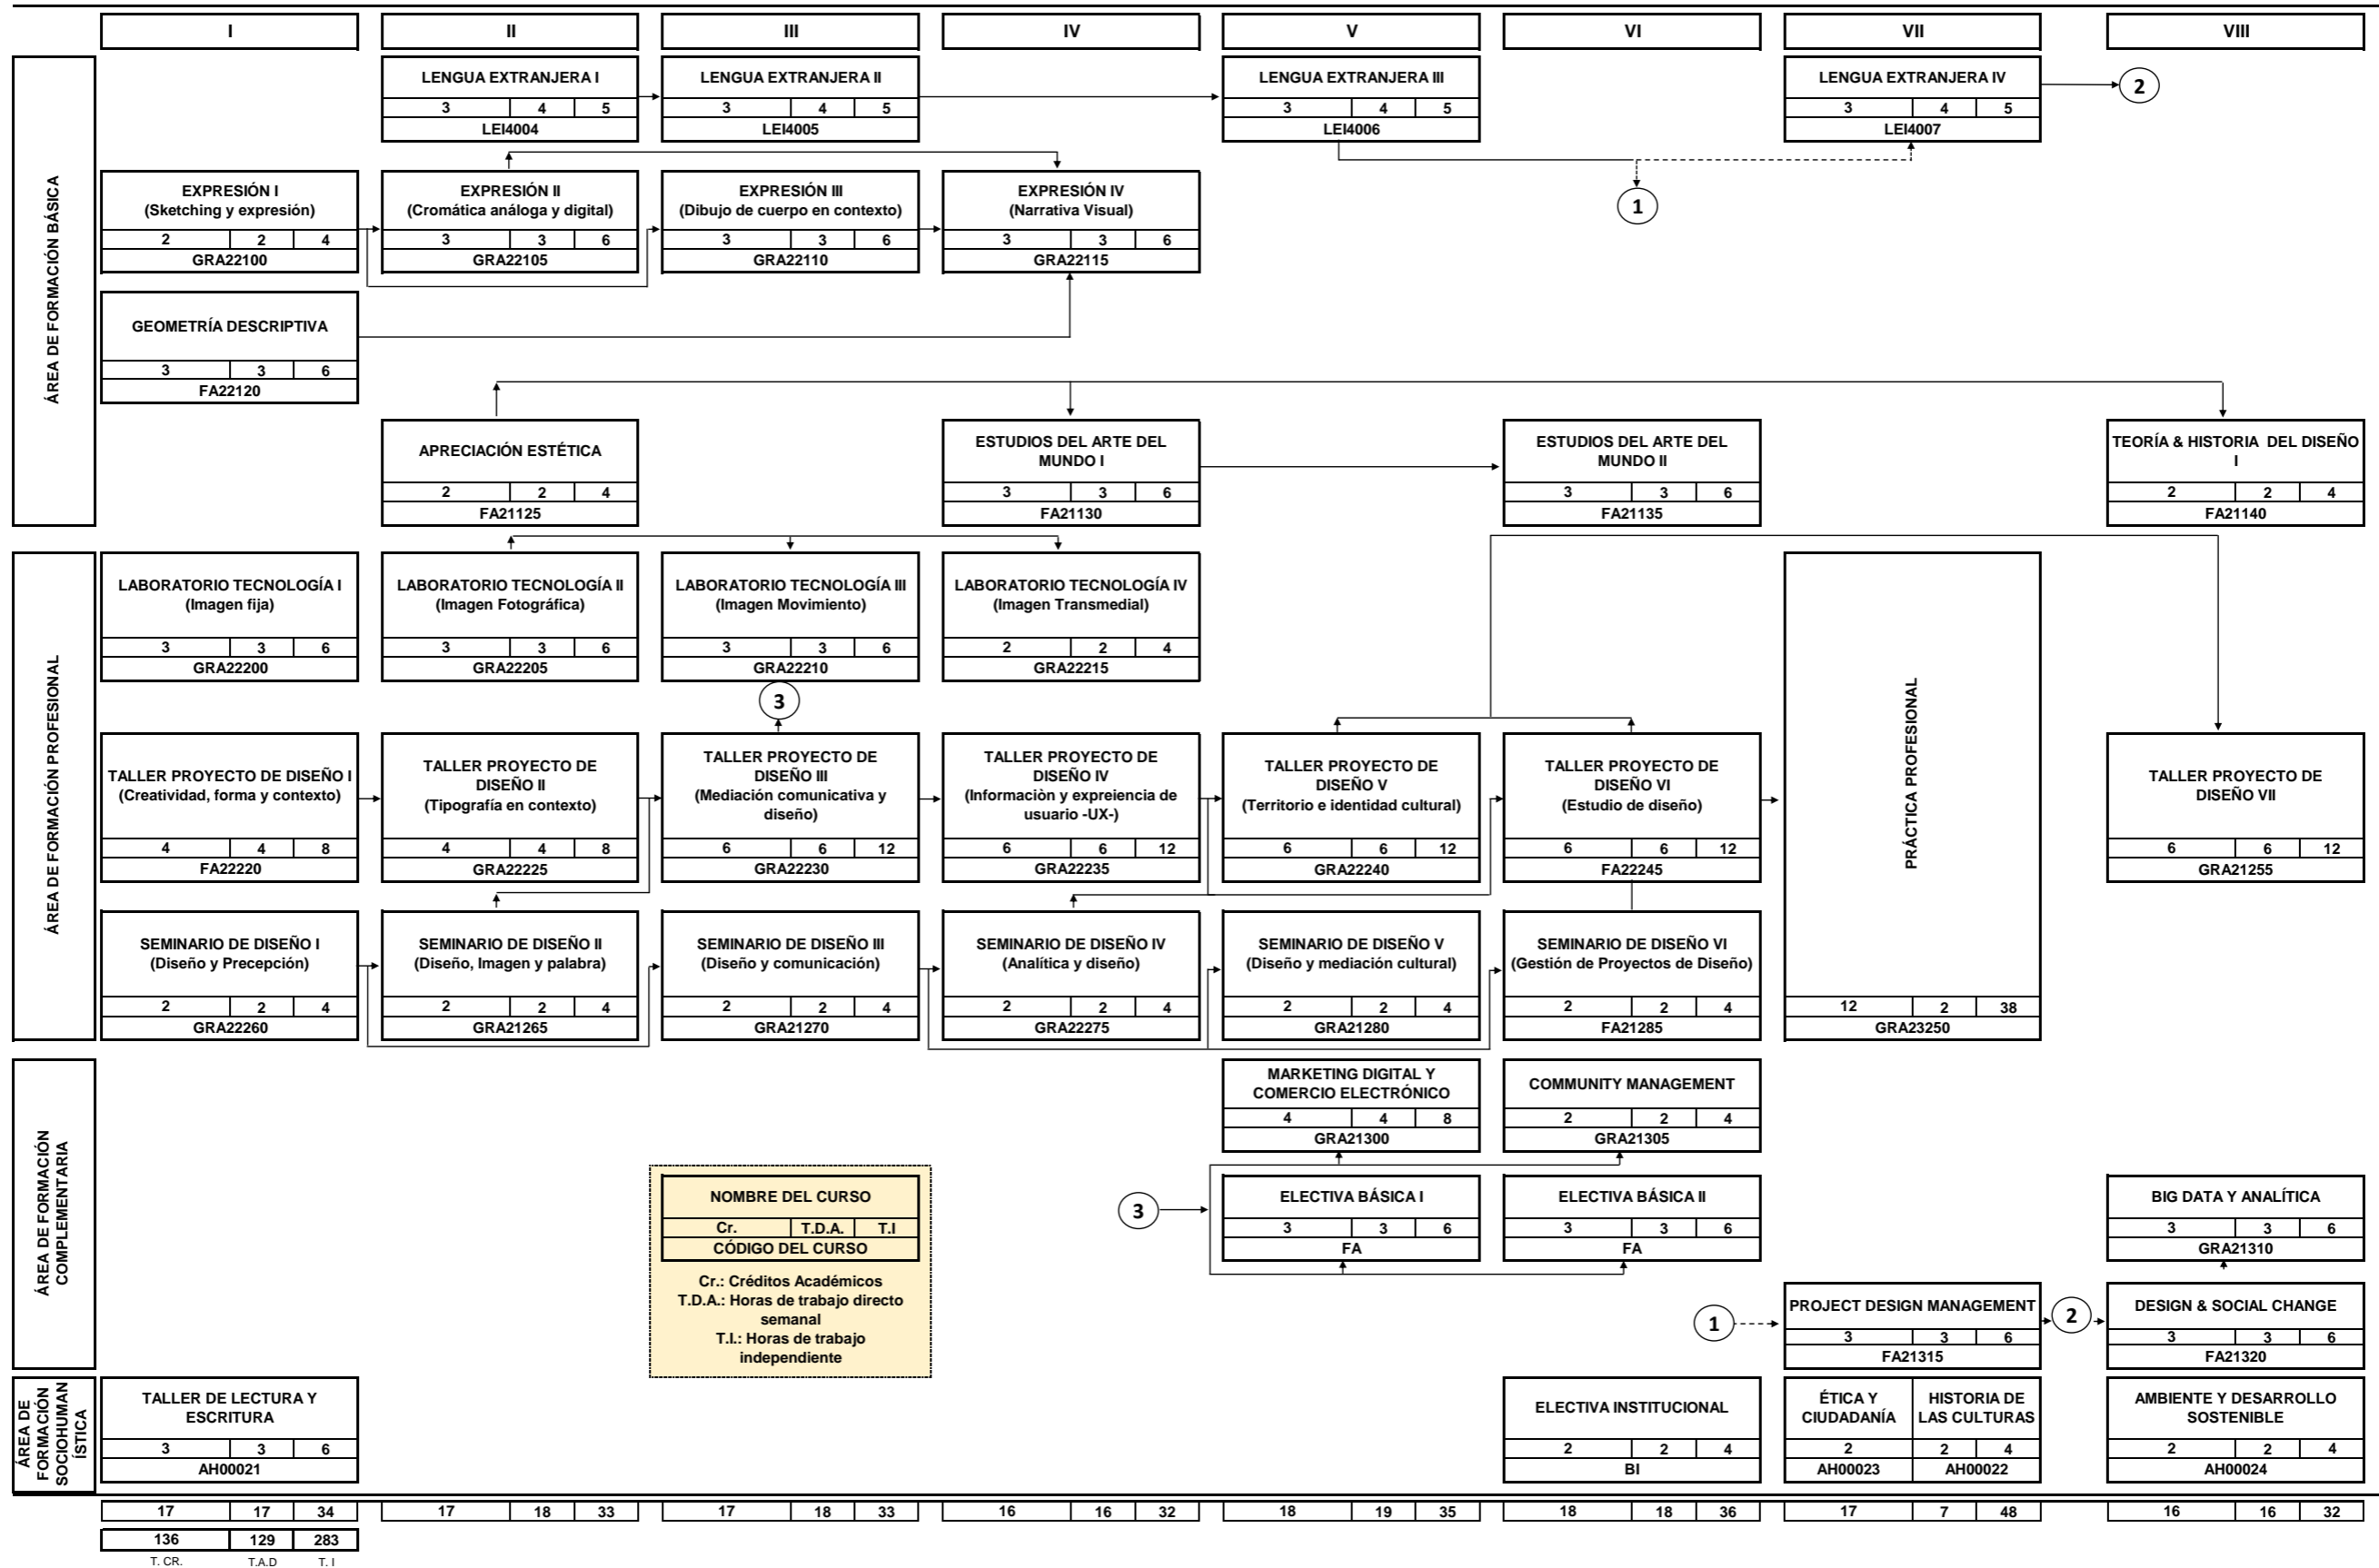 I II III IV V VI VII VIII
ÁREA DE FORMACIÓN BÁSICA
LENGUA EXTRANJERA I
3 4 5
LEI4004
LENGUA EXTRANJERA II
3 4 5
LEI4005
LENGUA EXTRANJERA III
3 4 5
LEI4006
LENGUA EXTRANJERA IV
3 4 5
LEI4007
2
1
EXPRESIÓN I
(Sketching y expresión)
2 2 4
GRA22100
EXPRESIÓN II
(Cromática análoga y digital)
3 3 6
GRA22105
EXPRESIÓN III
(Dibujo de cuerpo en contexto)
3 3 6
GRA22110
EXPRESIÓN IV
(Narrativa Visual)
3 3 6
GRA22115
GEOMETRÍA DESCRIPTIVA
3 3 6
FA22120
APRECIACIÓN ESTÉTICA
2 2 4
FA21125
ESTUDIOS DEL ARTE DEL
MUNDO I
3 3 6
FA21130
ESTUDIOS DEL ARTE DEL
MUNDO II
3 3 6
FA21135
TEORÍA & HISTORIA DEL DISEÑO
I
2 2 4
FA21140
ÁREA DE FORMACIÓN PROFESIONAL
LABORATORIO TECNOLOGÍA I
(Imagen fija)
3 3 6
GRA22200
LABORATORIO TECNOLOGÍA II
(Imagen Fotográfica)
3 3 6
GRA22205
LABORATORIO TECNOLOGÍA III
(Imagen Movimiento)
3 3 6
GRA22210
LABORATORIO TECNOLOGÍA IV
(Imagen Transmedial)
2 2 4
GRA22215
3
TALLER PROYECTO DE DISEÑO I
(Creatividad, forma y contexto)
4 4 8
FA22220
TALLER PROYECTO DE
DISEÑO II
(Tipografía en contexto)
4 4 8
GRA22225
TALLER PROYECTO DE
DISEÑO III
(Mediación comunicativa y
diseño)
6 6 12
GRA22230
TALLER PROYECTO DE
DISEÑO IV
(Informaciòn y expreiencia de
usuario -UX-)
6 6 12
GRA22235
TALLER PROYECTO DE
DISEÑO V
(Territorio e identidad cultural)
6 6 12
GRA22240
TALLER PROYECTO DE
DISEÑO VI
(Estudio de diseño)
6 6 12
FA22245
PRÁCTICA PROFESIONAL
12 2 38
GRA23250
TALLER PROYECTO DE
DISEÑO VII
6 6 12
GRA21255
SEMINARIO DE DISEÑO I
(Diseño y Precepción)
2 2 4
GRA22260
SEMINARIO DE DISEÑO II
(Diseño, Imagen y palabra)
2 2 4
GRA21265
SEMINARIO DE DISEÑO III
(Diseño y comunicación)
2 2 4
GRA21270
SEMINARIO DE DISEÑO IV
(Analítica y diseño)
2 2 4
GRA22275
SEMINARIO DE DISEÑO V
(Diseño y mediación cultural)
2 2 4
GRA21280
SEMINARIO DE DISEÑO VI
(Gestión de Proyectos de Diseño)
2 2 4
FA21285
ÁREA DE FORMACIÓN
COMPLEMENTARIA
MARKETING DIGITAL Y
COMERCIO ELECTRÓNICO
4 4 8
GRA21300
COMMUNITY MANAGEMENT
2 2 4
GRA21305
NOMBRE DEL CURSO
Cr. T.D.A. T.I
CÓDIGO DEL CURSO
Cr.: Créditos Académicos
T.D.A.: Horas de trabajo directo
semanal
T.I.: Horas de trabajo
independiente
3
ELECTIVA BÁSICA I
3 3 6
FA
ELECTIVA BÁSICA II
3 3 6
FA
BIG DATA Y ANALÍTICA
3 3 6
GRA21310
1
PROJECT DESIGN MANAGEMENT
3 3 6
FA21315
2
DESIGN & SOCIAL CHANGE
3 3 6
FA21320
ÁREA DE
FORMACIÓN
SOCIOHUMAN
ÍSTICA
TALLER DE LECTURA Y
ESCRITURA
3 3 6
AH00021
ELECTIVA INSTITUCIONAL
2 2 4
BI
ÉTICA Y
CIUDADANÍA
2
AH00023
HISTORIA DE
LAS CULTURAS
2 4
AH00022
AMBIENTE Y DESARROLLO
SOSTENIBLE
2 2 4
AH00024
17 17 34 17 18 33 17 18 33 16 16 32 18 19 35 18 18 36 17 7 48 16 16 32
136 129 283
T. CR. T.A.D T. I